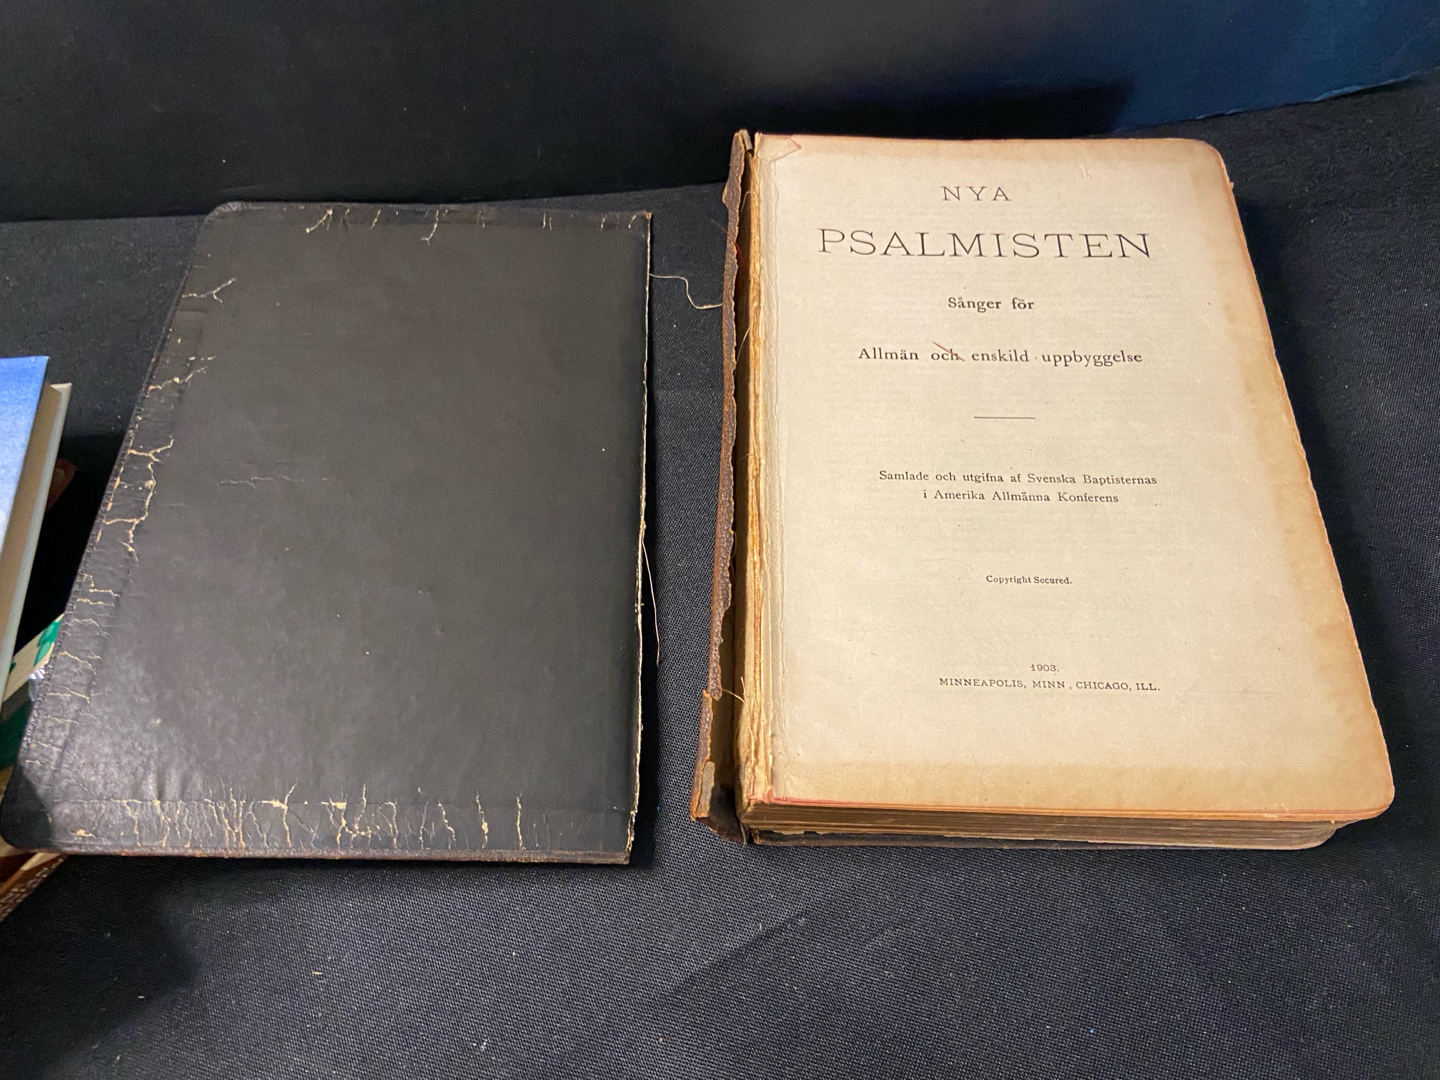 NYA
PSALMISTEN
Sånger för
Allmän och enskild uppbyggelse
Samlade och utgifna af Svenska Baptisternas
i Amerika Allmänna Konferens
Copyright Secured.
1903.
MINNEAPOLIS, MINN, CHICAGO, ILL.